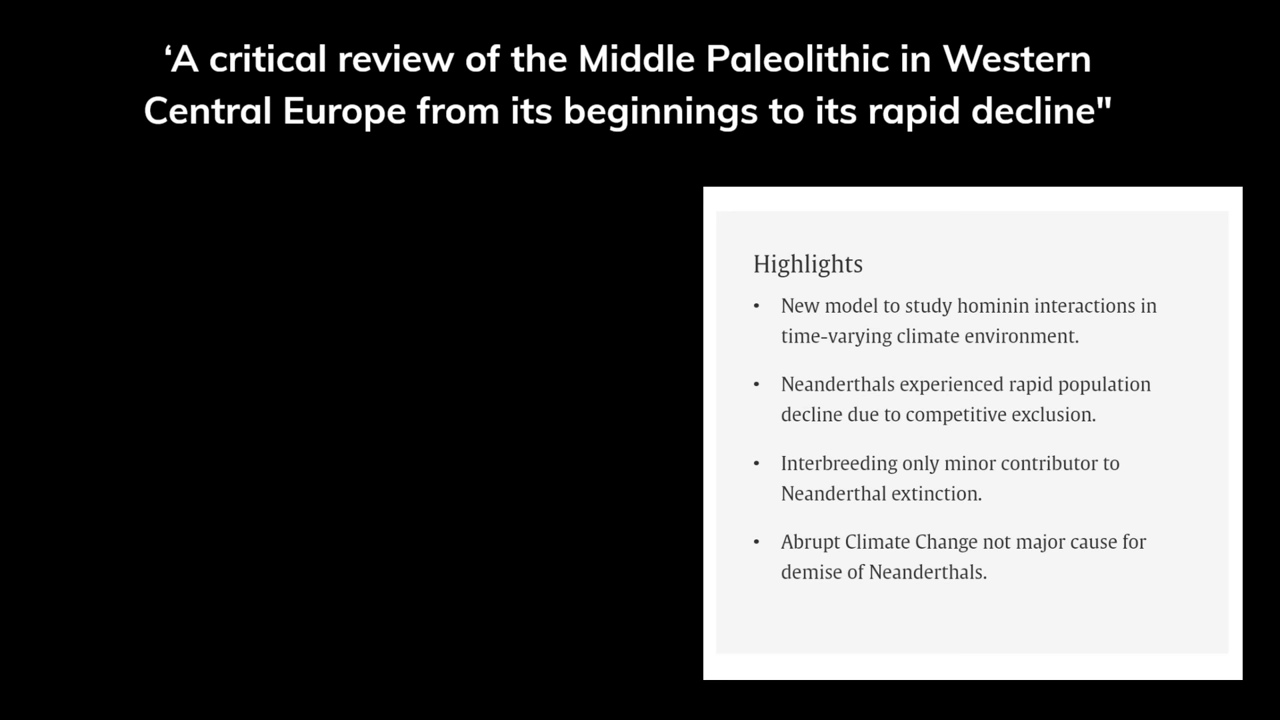 ‘A critical review of the Middle Paleolithic in Western
Central Europe from its beginnings to its rapid decline"
Highlights
• New model to study hominin interactions in
time-varying climate environment.
• Neanderthals experienced rapid population
decline due to competitive exclusion.
• Interbreeding only minor contributor to
Neanderthal extinction.
• Abrupt Climate Change not major cause for
demise of Neanderthals.